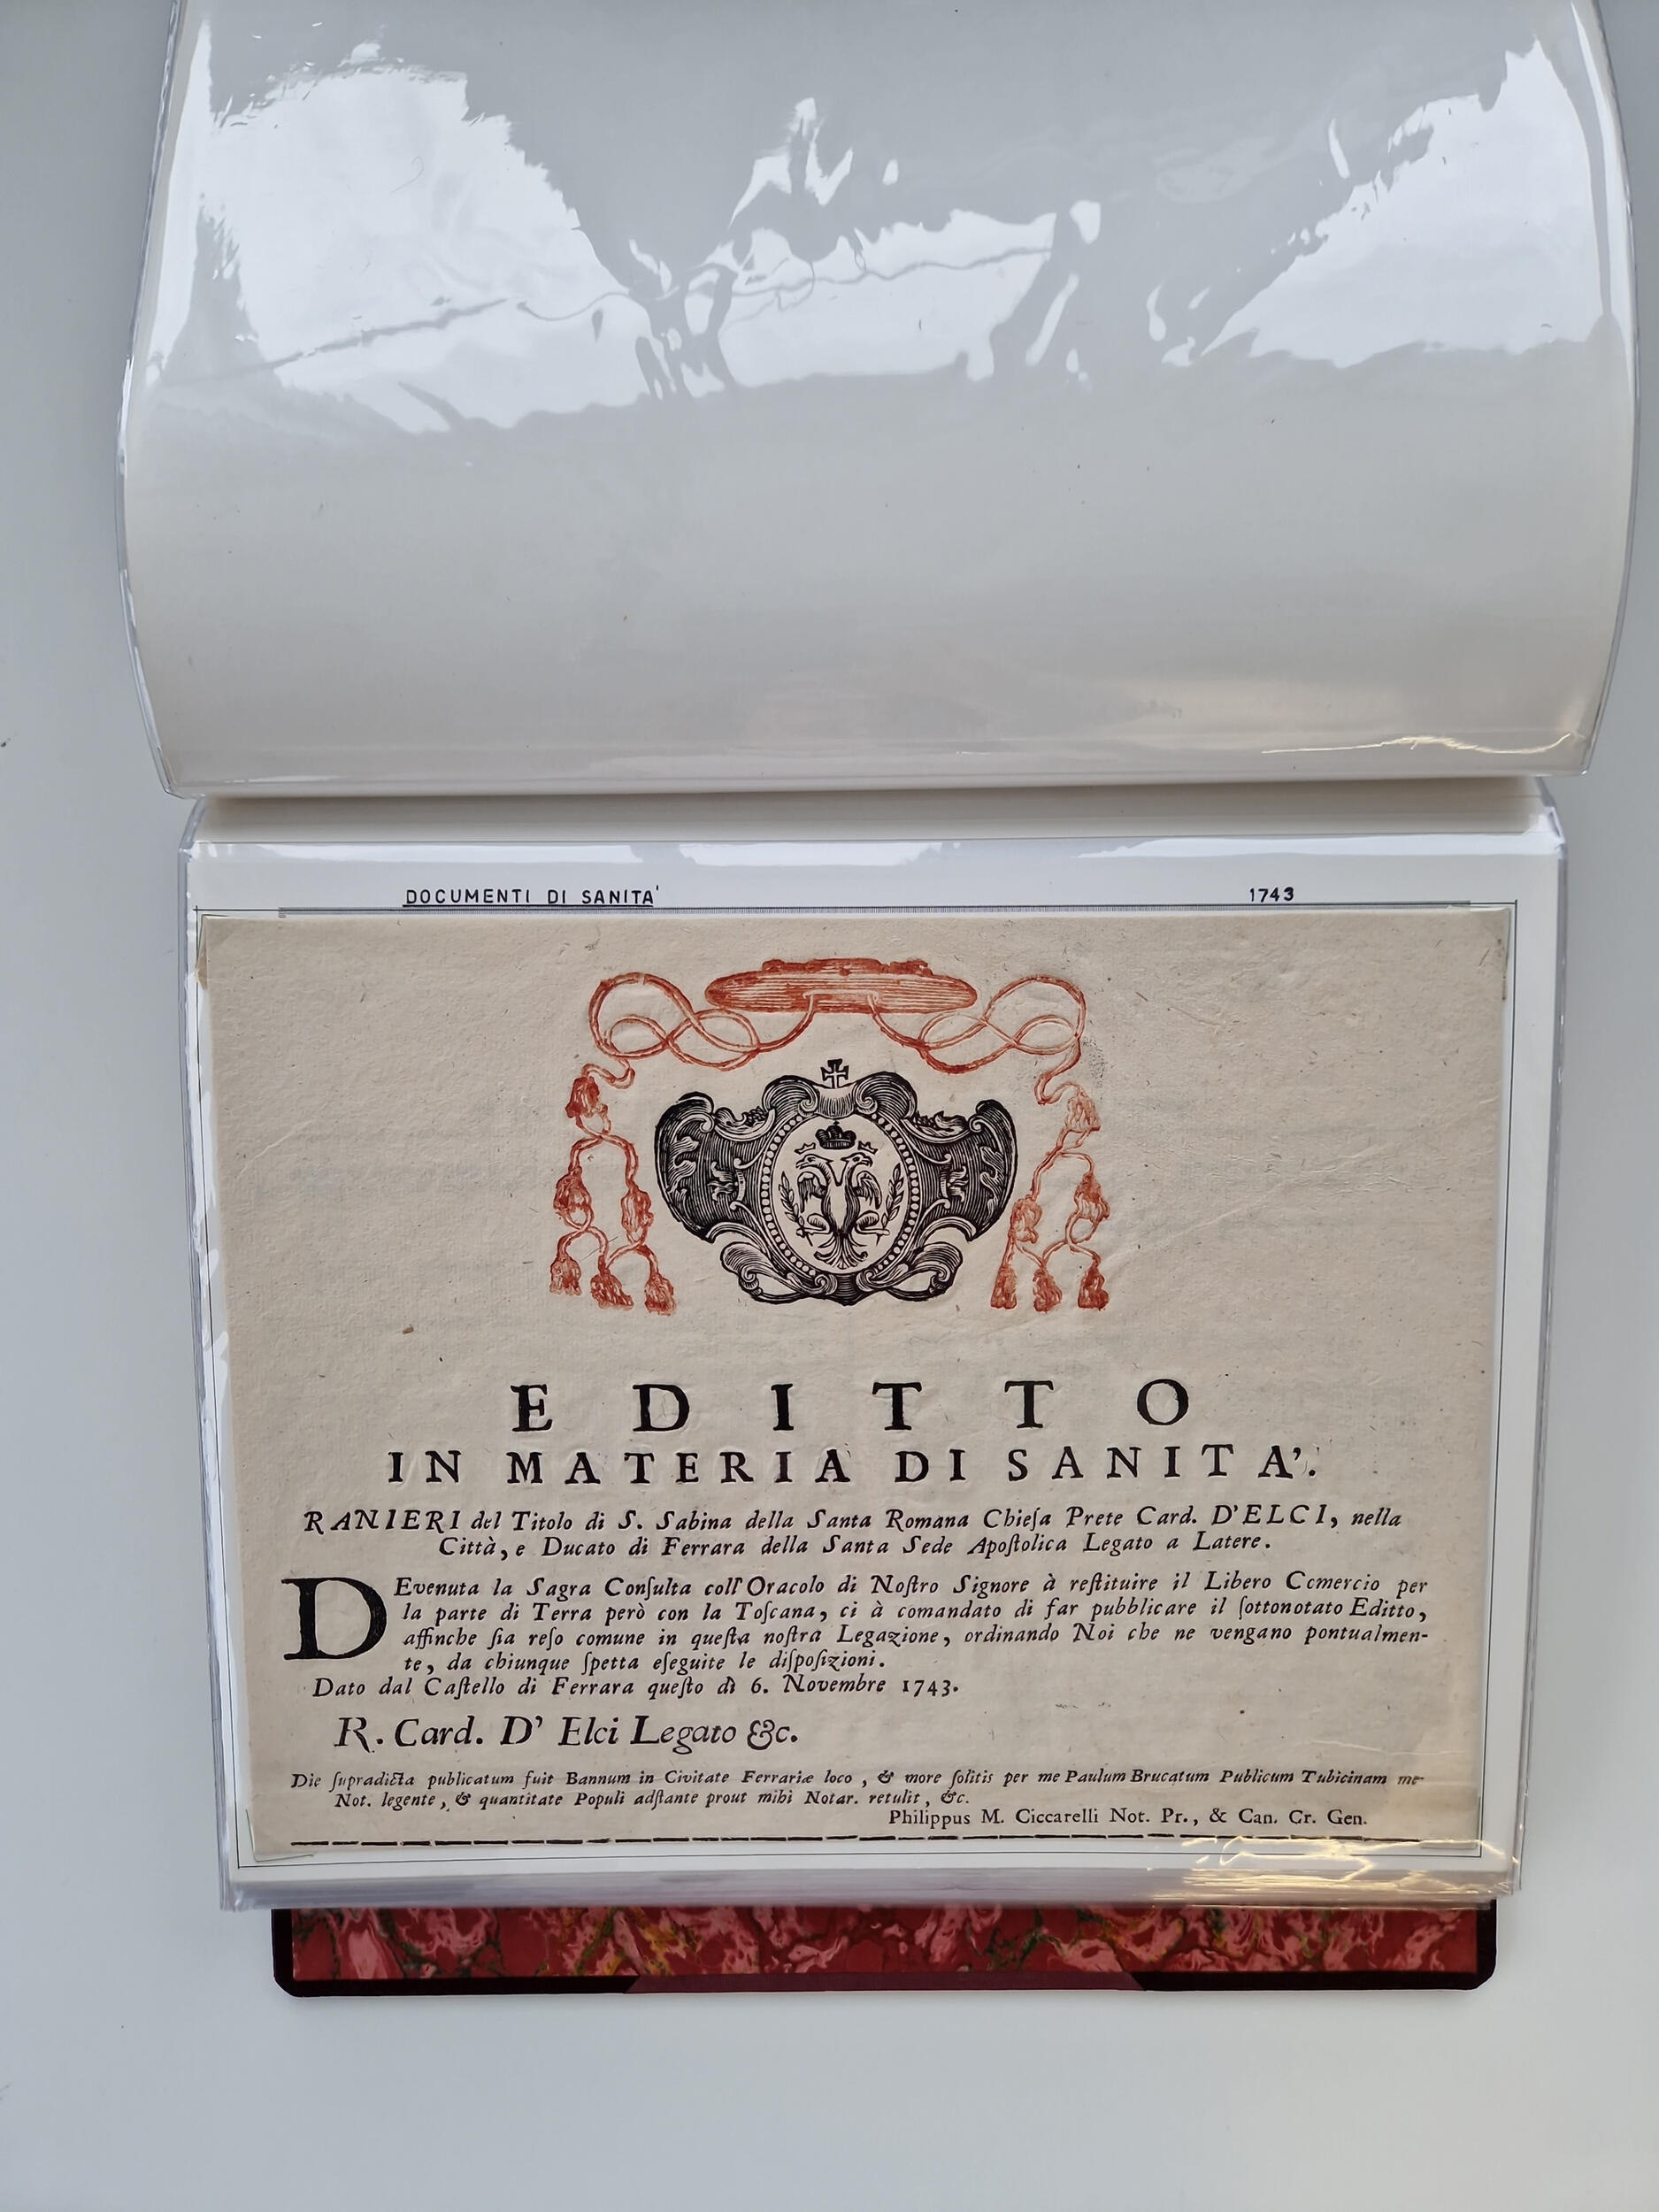 DOCUMENTI DI SANITA'
1743
EDITTO
IN MATERIA DI SANITA'.
RANIERI del Titolo di S. Sabina della Santa Romana Chieſa Prete Card. D'ELCI, nella
Città, e Ducato di Ferrara della Santa Sede Apoſtolica Legato a Latere.
DEvenuta la Sagra Conſulta coll'Oracolo di Noſtro Signore à reſtituire il Libero Comercio per
la parte di Terra però con la Toſcana, ci à comandato di far pubblicare il ſottonotato Editto,
affinche ſia reſo comune in queſta noſtra Legazione, ordinando Noi che ne vengano pontualmen-
te, da chiunque ſpetta eſeguite le diſpoſizioni.
Dato dal Caſtello di Ferrara queſto dì 6. Novembre 1743.
R. Card. D' Elci Legato &c.
Die ſupradicta publicatum fuit Bannum in Civitate Ferrariæ loco, & more ſolitis per me Paulum Brucatum Publicum Tubicinam me
Not. legente, & quantitate Populi adſtante prout mihi Notar. retulit, &c.
Philippus M. Ciccarelli Not. Pr., & Can. Cr. Gen.